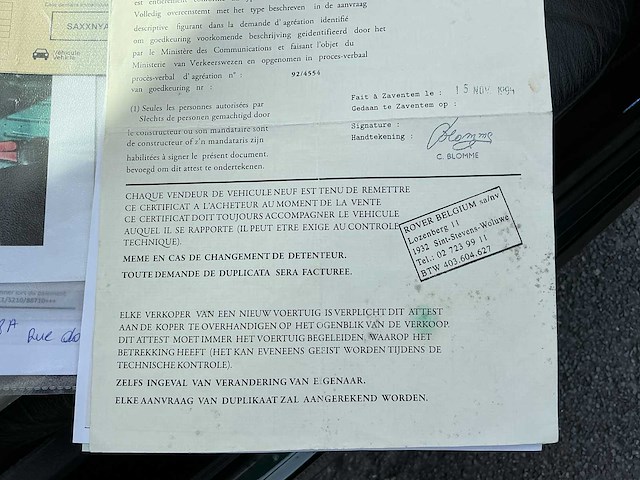 est entièrement
Volledig overeenstemt met het type beschreven in de aanvraag
descriptive figurant dans la demande d'agréation identifié
om goedkeuring voorkomende beschrijving geïdentifieerd door het
par le Ministère des Communications et faisant l'objet du
Ministerie van Verkeerswezen en opgenomen in proces-verbaal
procès-verbal d'agréation n° : 92/4554
van goedkeuring nr :
Fait à Zaventem le : 15 NOV. 1994
Gedaan te Zaventem op :
(1) Seules les personnes autorisées par
Slechts de personen gemachtigd door
le constructeur ou son mandataire sont
de constructeur of z'n mandataris zijn
habilitées à signer le présent document.
bevoegd om dit attest te ondertekenen.
Signature :
Handtekening :
Blomme
C. BLOMME
CHAQUE VENDEUR DE VEHICULE NEUF EST TENU DE REMETTRE
CE CERTIFICAT A L'ACHETEUR AU MOMENT DE LA VENTE
CE CERTIFICAT DOIT TOUJOURS ACCOMPAGNER LE VEHICULE
AUQUEL IL SE RAPPORTE (IL PEUT ETRE EXIGE AU CONTROLE
TECHNIQUE).
MEME EN CAS DE CHANGEMENT DE DETENTEUR.
TOUTE DEMANDE DE DUPLICATA SERA FACTUREE.
ROVER BELGIUM sa/nv
Lozenberg 11
1932 Sint-Stevens-Woluwe
Tel.: 02 723 99 11
BTW 403.604.627
ELKE VERKOPER VAN EEN NIEUW VOERTUIG IS VERPLICHT DIT ATTEST
AAN DE KOPER TE OVERHANDIGEN OP HET OGENBLIK VAN DE VERKOOP.
DIT ATTEST MOET IMMER HET VOERTUIG BEGELEIDEN, WAAROP HET
BETREKKING HEEFT (HET KAN EVENEENS GEEIST WORDEN TIJDENS DE
TECHNISCHE KONTROLE).
ZELFS INGEVAL VAN VERANDERING VAN EIGENAAR.
ELKE AANVRAAG VAN DUPLIKAAT ZAL AANGEREKEND WORDEN.
SAXXNYA
Véhicule
Vehicle
Rue do